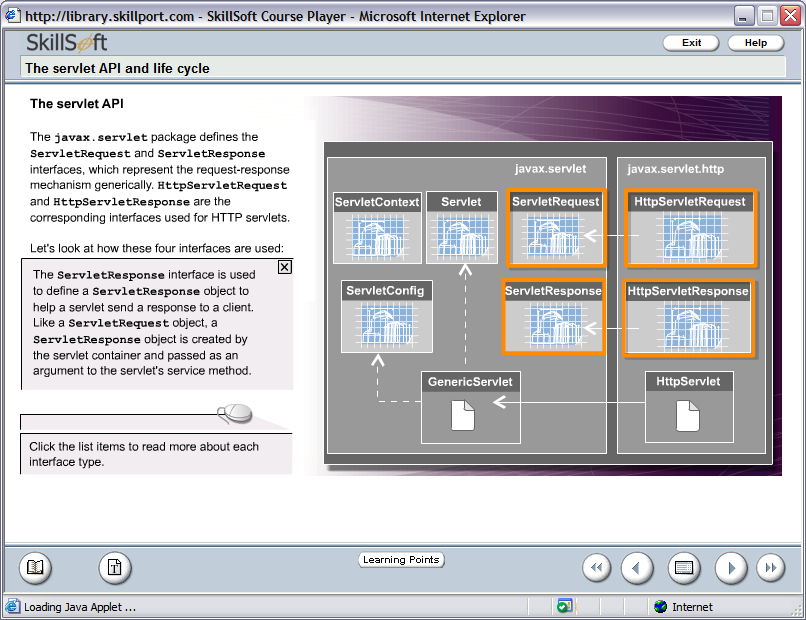 http://library.skillport.com - SkillSoft Course Player - Microsoft Internet Explorer
SkillSoft
Exit
Help
The servlet API and life cycle
The servlet API
The javax.servlet package defines the
ServletRequest and ServletResponse
interfaces, which represent the request-response
mechanism generically. HttpServletRequest
and HttpServletResponse are the
corresponding interfaces used for HTTP servlets.
Let's look at how these four interfaces are used:
The ServletResponse interface is used
to define a ServletResponse object to
help a servlet send a response to a client.
Like a ServletRequest object, a
ServletResponse object is created by
the servlet container and passed as an
argument to the servlet's service method.
Click the list items to read more about each
interface type.
javax.servlet
javax.servlet.http
ServletContext
Servlet
ServletRequest
HttpServletRequest
ServletConfig
ServletResponse
HttpServletResponse
GenericServlet
HttpServlet
Learning Points
Loading Java Applet ...
Internet